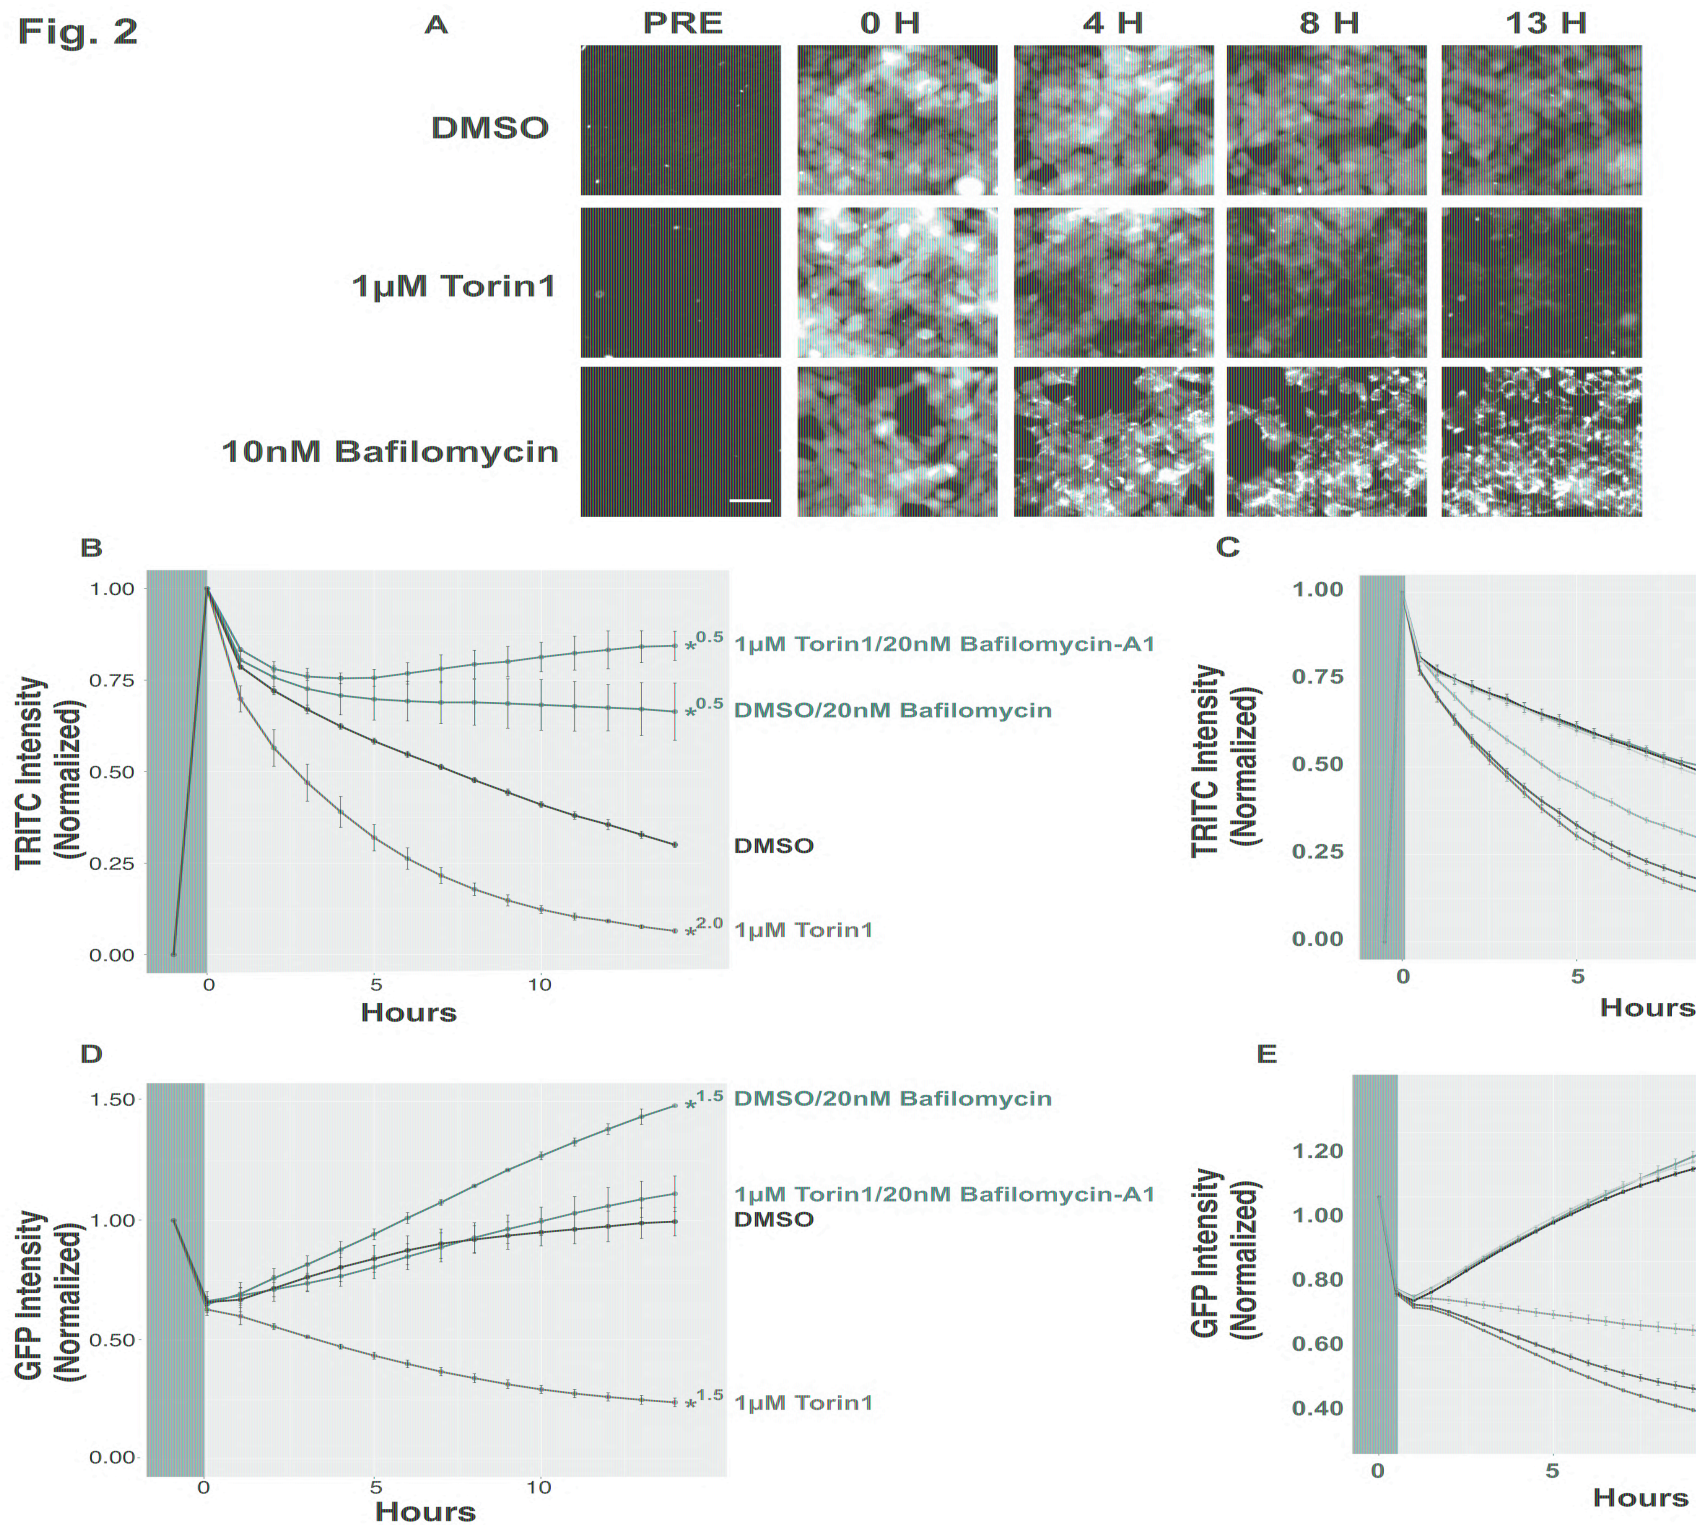 Fig. 2
A
PRE
0 H
4 H
8 H
13 H
DMSO
1µM Torin1
10nM Bafilomycin
B
TRITC Intensity
(Normalized)
1.00
0.75
0.50
0.25
0.00
0
5
10
Hours
*0.5 1µM Torin1/20nM Bafilomycin-A1
*0.5 DMSO/20nM Bafilomycin
DMSO
*2.0 1µM Torin1
C
TRITC Intensity
(Normalized)
1.00
0.75
0.50
0.25
0.00
0
5
Hours
D
GFP Intensity
(Normalized)
1.50
1.00
0.50
0.00
0
5
10
Hours
*1.5 DMSO/20nM Bafilomycin
1µM Torin1/20nM Bafilomycin-A1
DMSO
*1.5 1µM Torin1
E
GFP Intensity
(Normalized)
1.20
1.00
0.80
0.60
0.40
0
5
Hours